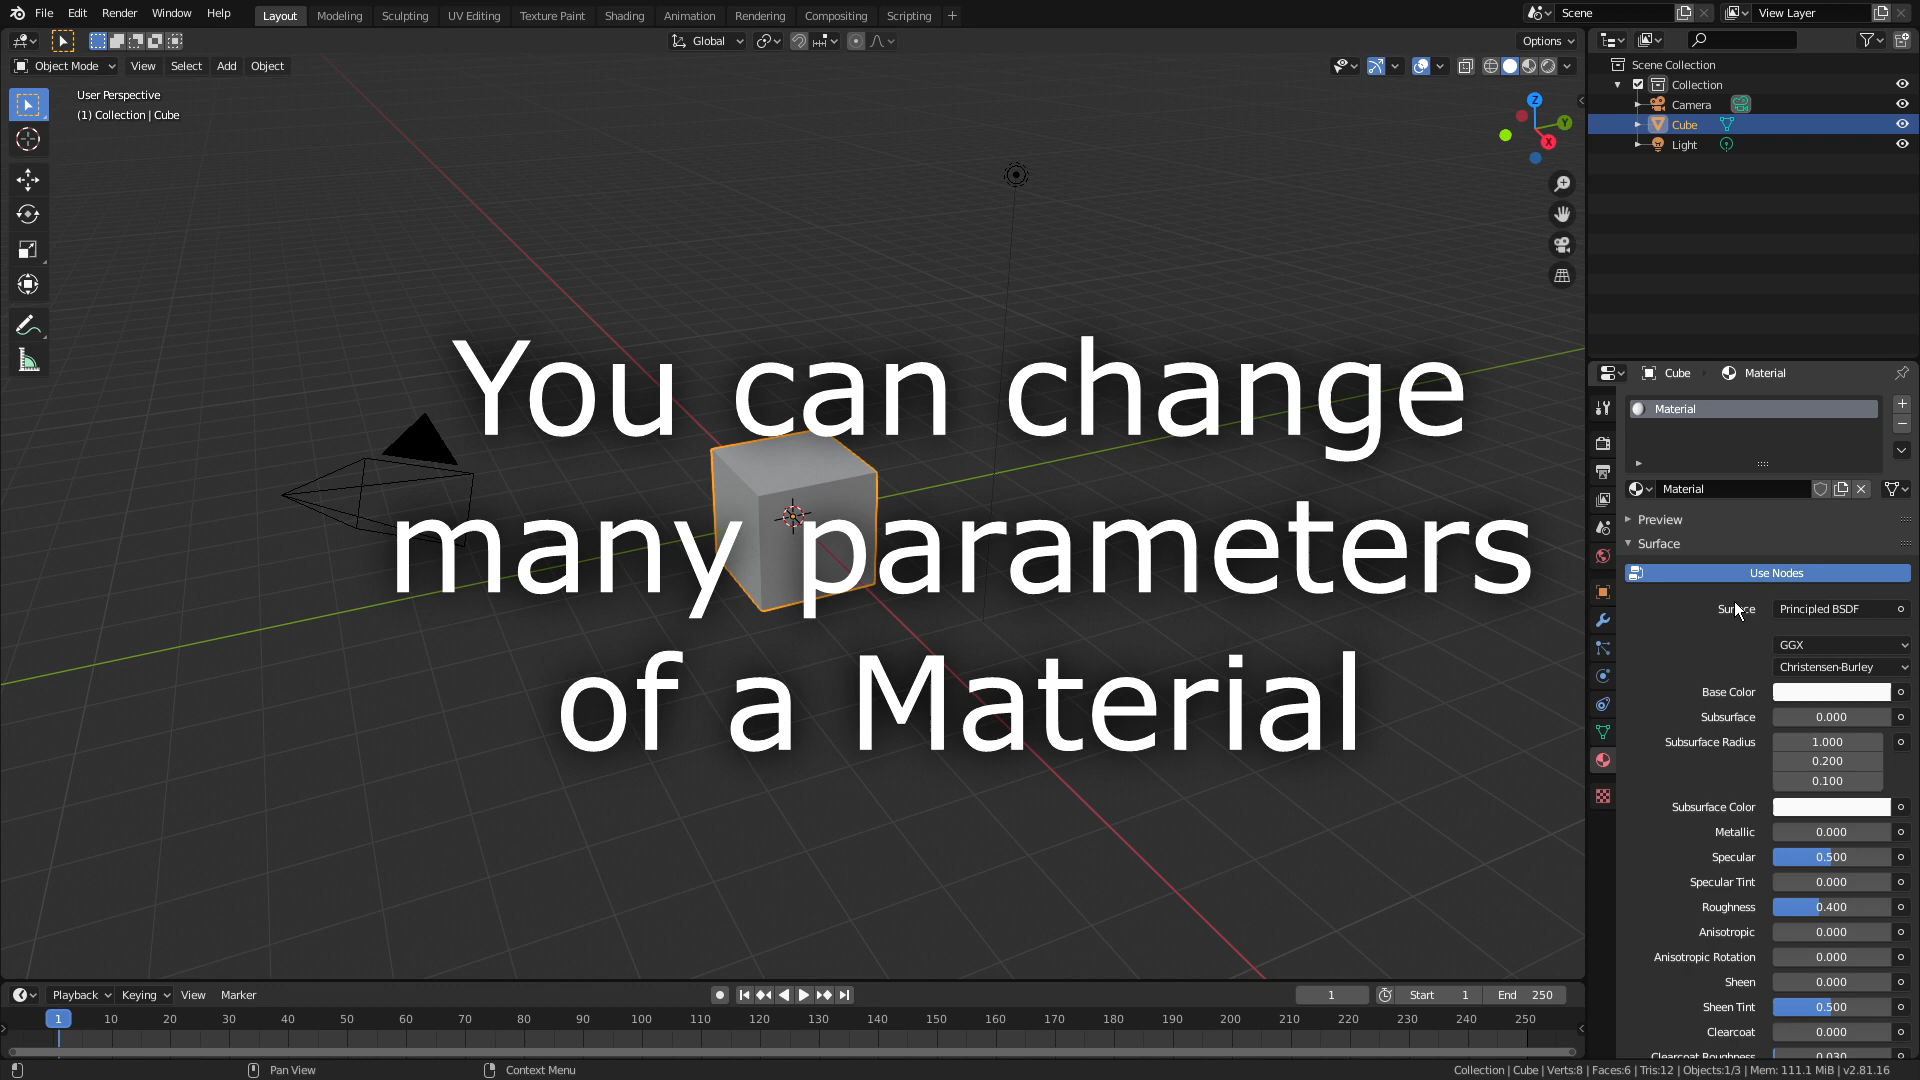 File Edit Render Window Help Layout Modeling Sculpting UV Editing Texture Paint Shading Animation Rendering Compositing Scripting + Scene View Layer
Global Options
Object Mode View Select Add Object
User Perspective
(1) Collection | Cube
Z
Y
X
Scene Collection
Collection
Camera
Cube
Light
Cube Material
Material
Material
Preview
Surface
Use Nodes
Principled BSDF
GGX
Christensen-Burley
Base Color
Subsurface 0.000
Subsurface Radius 1.000
0.200
0.100
Subsurface Color
Metallic 0.000
Specular 0.500
Specular Tint 0.000
Roughness 0.400
Anisotropic 0.000
Anisotropic Rotation 0.000
Sheen 0.000
Sheen Tint 0.500
Clearcoat 0.000
Clearcoat Roughness 0.030
You can change
many parameters
of a Material
Playback Keying View Marker 1 Start 1 End 250
1 10 20 30 40 50 60 70 80 90 100 110 120 130 140 150 160 170 180 190 200 210 220 230 240 250
Pan View Context Menu Collection | Cube | Verts:8 | Faces:6 | Tris:12 | Objects:1/3 | Mem: 111.1 MiB | v2.81.16